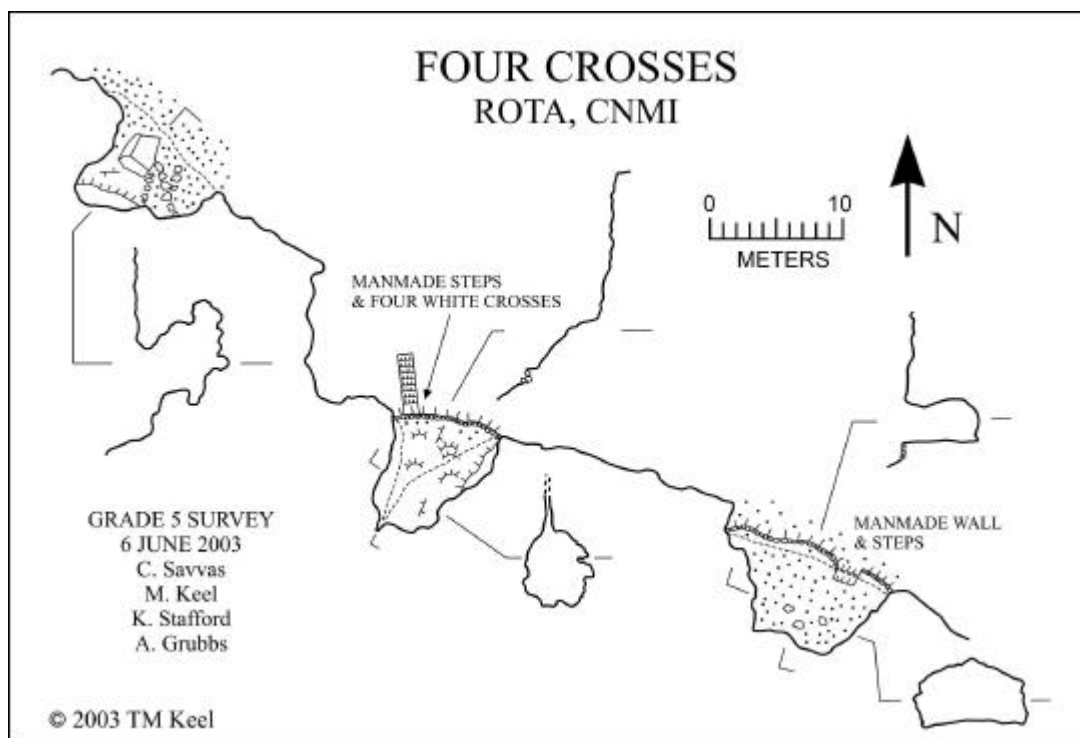 FOUR CROSSES
ROTA, CNMI
0 10
METERS
N
MANMADE STEPS
& FOUR WHITE CROSSES
MANMADE WALL
& STEPS
GRADE 5 SURVEY
6 JUNE 2003
C. Savvas
M. Keel
K. Stafford
A. Grubbs
© 2003 TM Keel